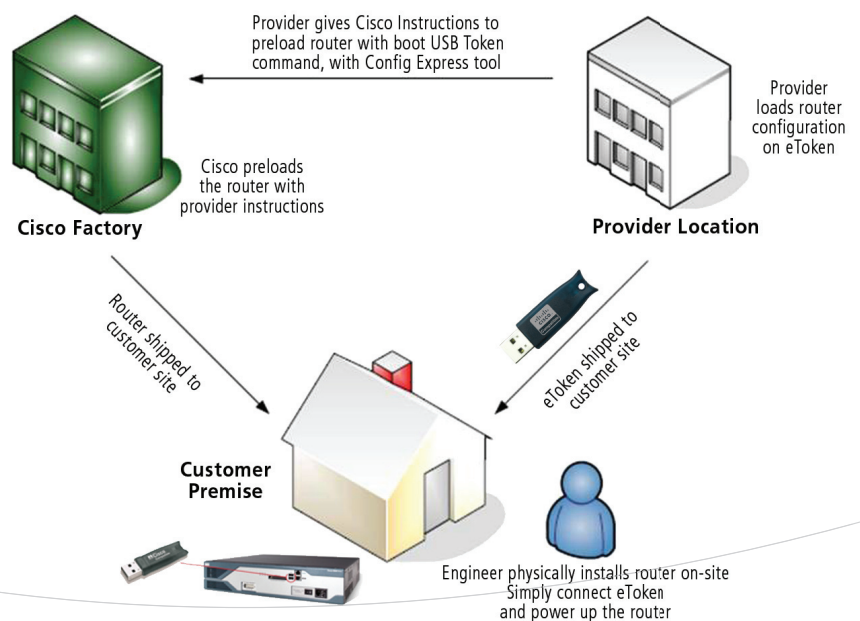 Provider gives Cisco Instructions to
preload router with boot USB Token
command, with Config Express tool
Provider
loads router
configuration
on eToken
Cisco preloads
the router with
provider instructions
Cisco Factory
Provider Location
Router shipped to
customer site
eToken shipped to
customer site
Customer
Premise
Engineer physically installs router on-site
Simply connect eToken
and power up the router